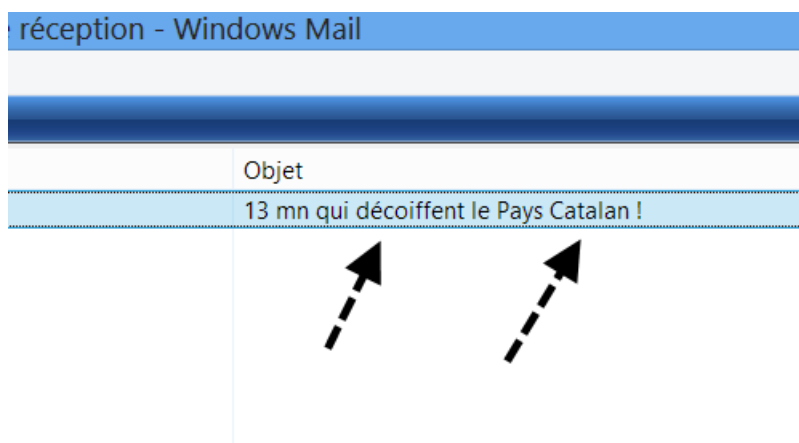 réception - Windows Mail
Objet
13 mn qui décoiffent le Pays Catalan !